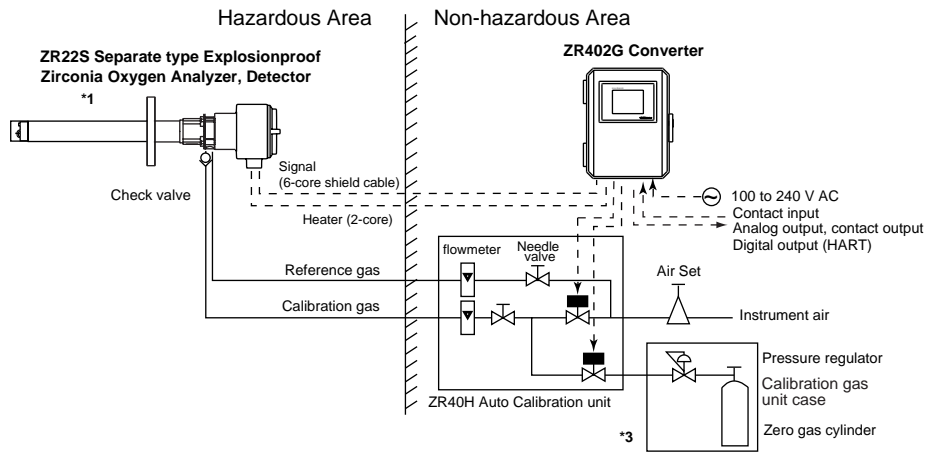 Hazardous Area
Non-hazardous Area
ZR22S Separate type Explosionproof
Zirconia Oxygen Analyzer, Detector
*1
ZR402G Converter
Signal
(6-core shield cable)
Check valve
Heater (2-core)
100 to 240 V AC
Contact input
Analog output, contact output
Digital output (HART)
flowmeter
Needle
valve
Reference gas
Air Set
Calibration gas
Instrument air
Pressure regulator
Calibration gas
unit case
ZR40H Auto Calibration unit
*3
Zero gas cylinder